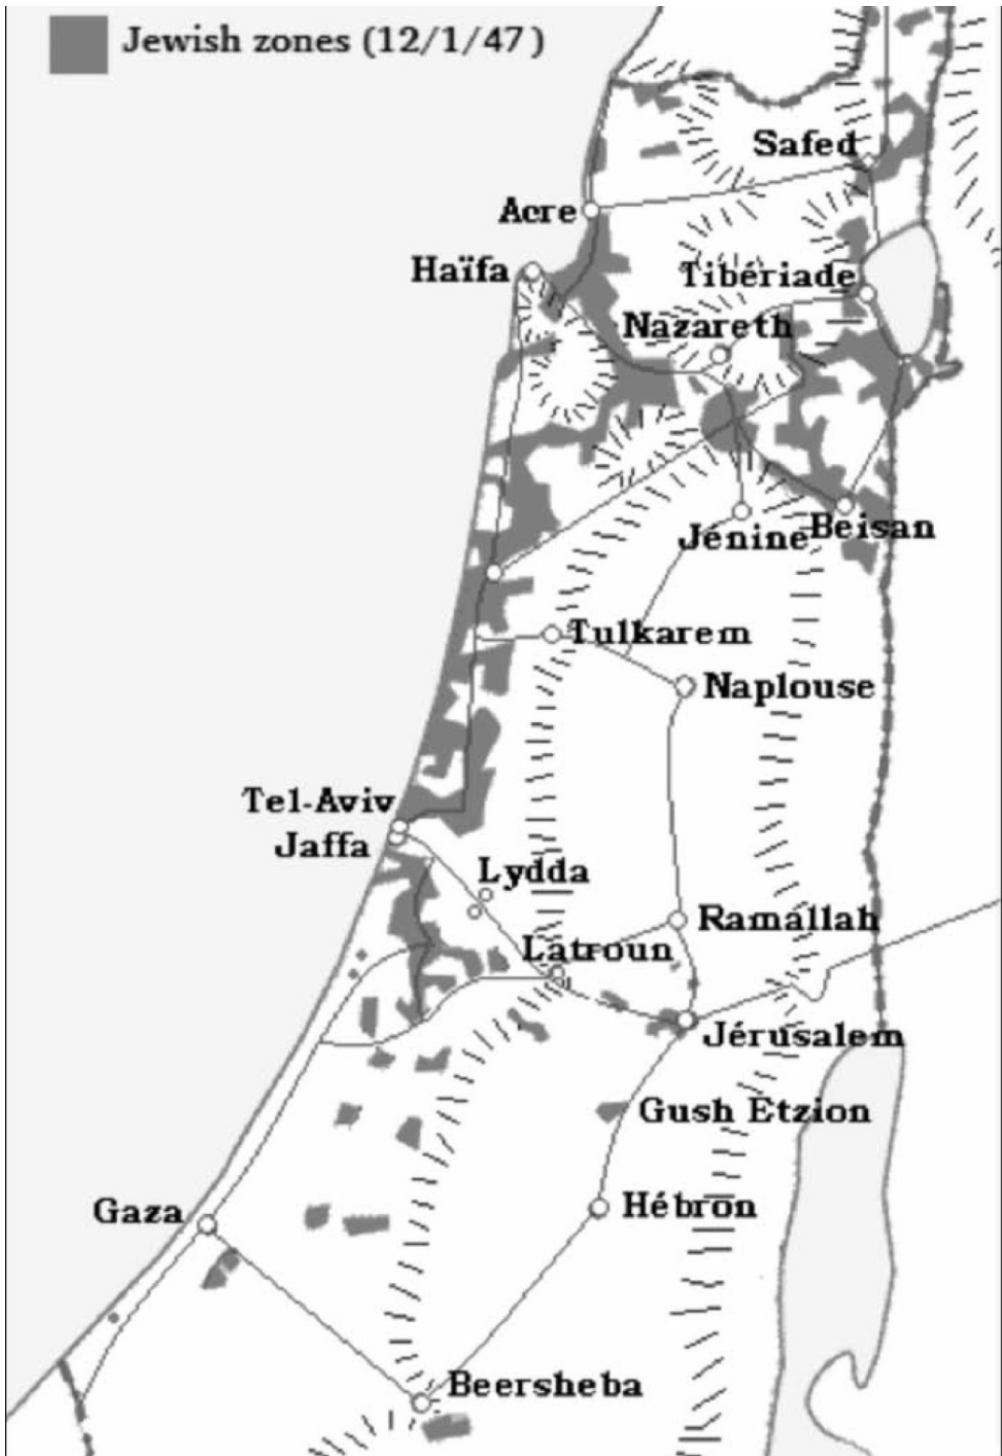 Jewish zones (12/1/47)
Safed
Acre
Haïfa
Tibériade
Nazareth
Jénine
Beisan
Tulkarem
Naplouse
Tel-Aviv
Jaffa
Lydda
Ramallah
Latroun
Jérusalem
Gush Etzion
Hébron
Gaza
Beersheba